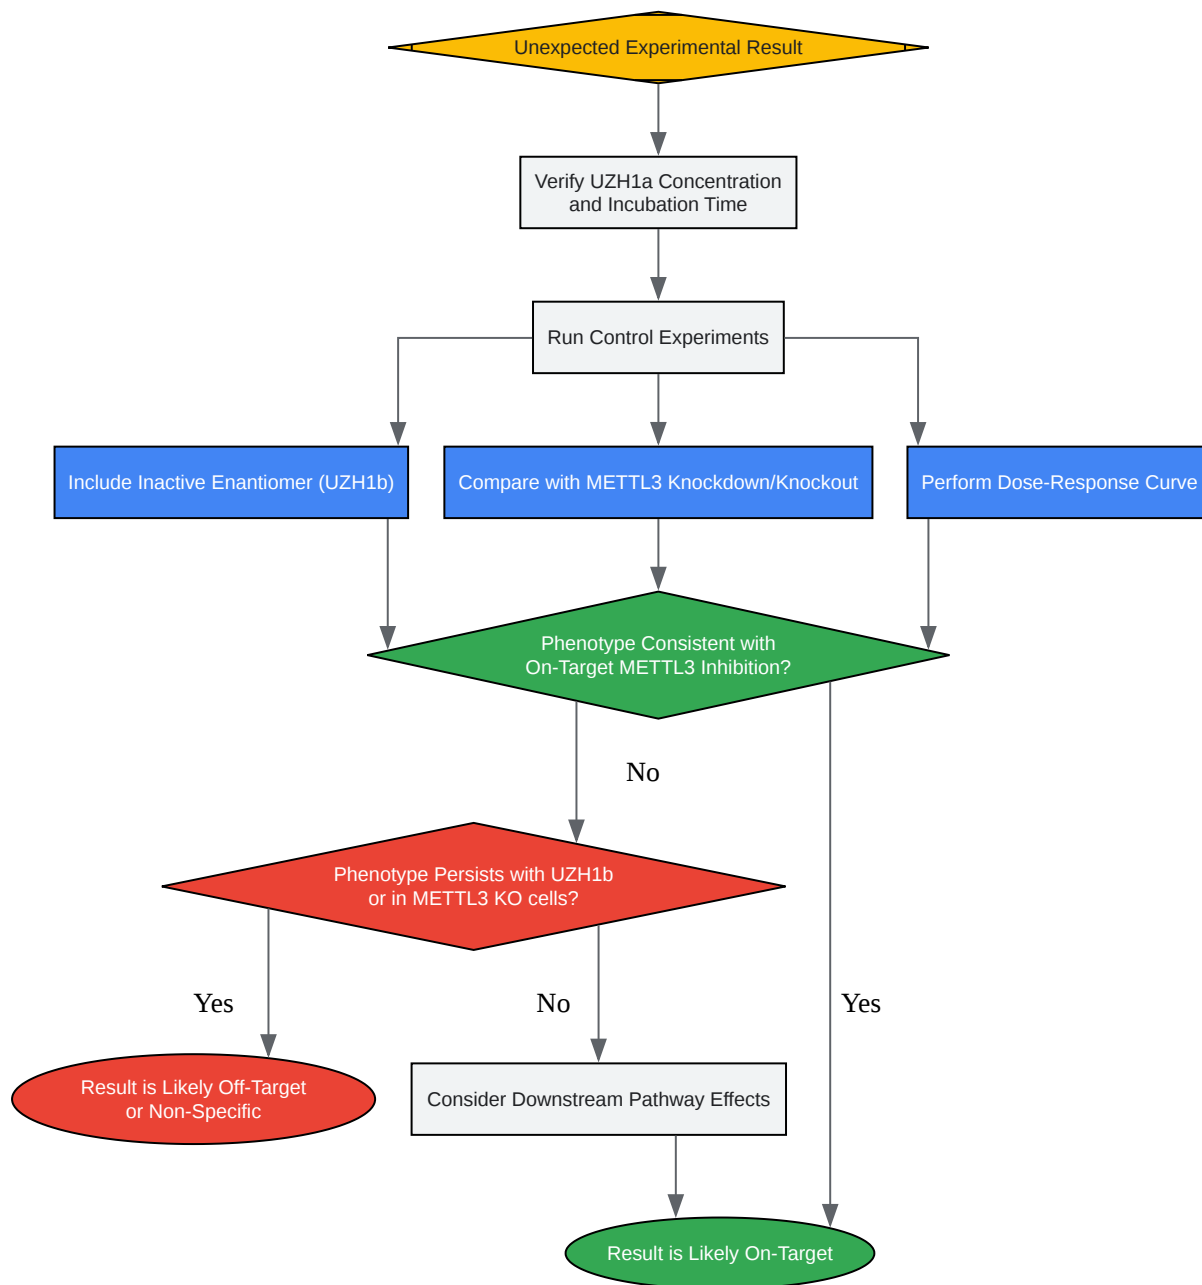 Unexpected Experimental Result
Verify UZH1a Concentration
and Incubation Time
Run Control Experiments
Include Inactive Enantiomer (UZH1b)
Compare with METTL3 Knockdown/Knockout
Perform Dose-Response Curve
Phenotype Consistent with
On-Target METTL3 Inhibition?
No
Phenotype Persists with UZH1b
or in METTL3 KO cells?
Yes
No
Yes
Result is Likely Off-Target
or Non-Specific
Consider Downstream Pathway Effects
Result is Likely On-Target